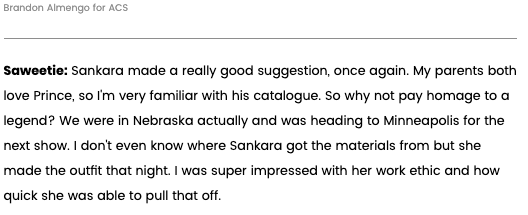 Brandon Almengo for ACS
Saweetie: Sankara made a really good suggestion, once again. My parents both
love Prince, so I'm very familiar with his catalogue. So why not pay homage to a
legend? We were in Nebraska actually and was heading to Minneapolis for the
next show. I don't even know where Sankara got the materials from but she
made the outfit that night. I was super impressed with her work ethic and how
quick she was able to pull that off.